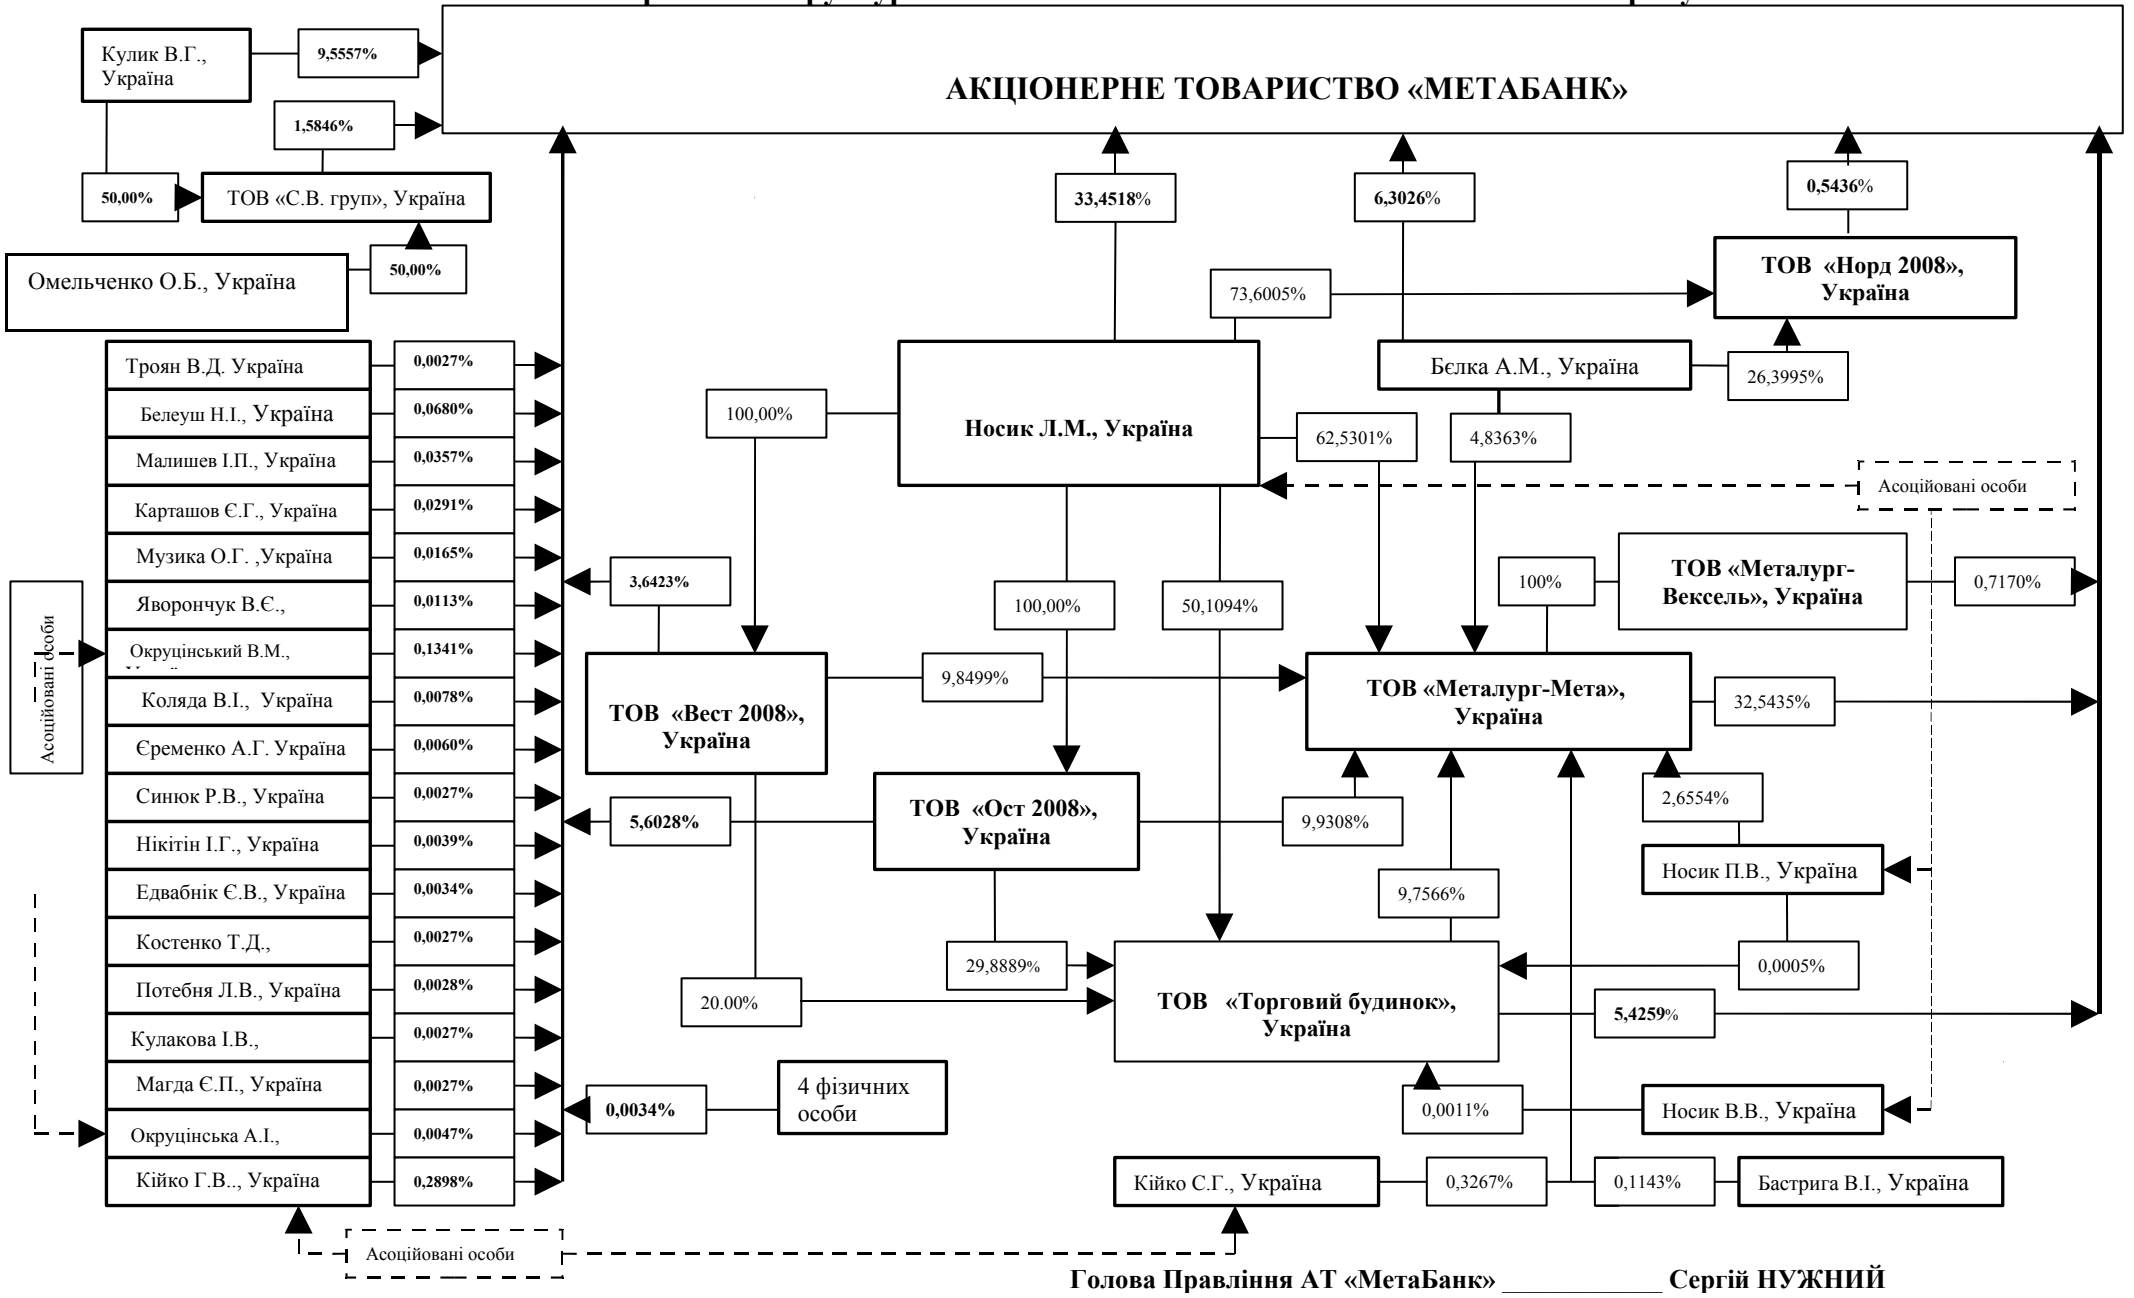 Кулик В.Г.,
Україна
9,5557%
АКЦІОНЕРНЕ ТОВАРИСТВО «МЕТАБАНК»
1,5846%
50,00%
ТОВ «С.В. груп», Україна
33,4518%
6,3026%
0,5436%
Омельченко О.Б., Україна
50,00%
73,6005%
ТОВ «Норд 2008»,
Україна
Троян В.Д. Україна
0,0027%
Белеуш Н.І., Україна
0,0680%
Малишев І.П., Україна
0,0357%
Карташов Є.Г., Україна
0,0291%
Музика О.Г. ,Україна
0,0165%
Яворончук В.Є.,
0,0113%
Окруцінський В.М.,
0,1341%
Коляда В.І., Україна
0,0078%
Єременко А.Г. Україна
0,0060%
Синюк Р.В., Україна
0,0027%
Нікітін І.Г., Україна
0,0039%
Едвабнік Є.В., Україна
0,0034%
Костенко Т.Д.,
0,0027%
Потебня Л.В., Україна
0,0028%
Кулакова І.В.,
0,0027%
Магда Є.П., Україна
0,0027%
Окруцінська А.І.,
0,0047%
Кійко Г.В.., Україна
0,2898%
Асоційовані особи
Бєлка А.М., Україна
26,3995%
100,00%
Носик Л.М., Україна
62,5301%
4,8363%
Асоційовані особи
3,6423%
100,00%
50,1094%
100%
ТОВ «Металург-
Вексель», Україна
0,7170%
ТОВ «Вест 2008»,
Україна
9,8499%
ТОВ «Металург-Мета»,
Україна
32,5435%
5,6028%
ТОВ «Ост 2008»,
Україна
9,9308%
2,6554%
Носик П.В., Україна
9,7566%
29,8889%
0,0005%
20.00%
ТОВ «Торговий будинок»,
Україна
5,4259%
0,0034%
4 фізичних
особи
0,0011%
Носик В.В., Україна
Кійко С.Г., Україна
0,3267%
0,1143%
Бастрига В.І., Україна
Асоційовані особи
Голова Правління АТ «МетаБанк» ____________ Сергій НУЖНИЙ